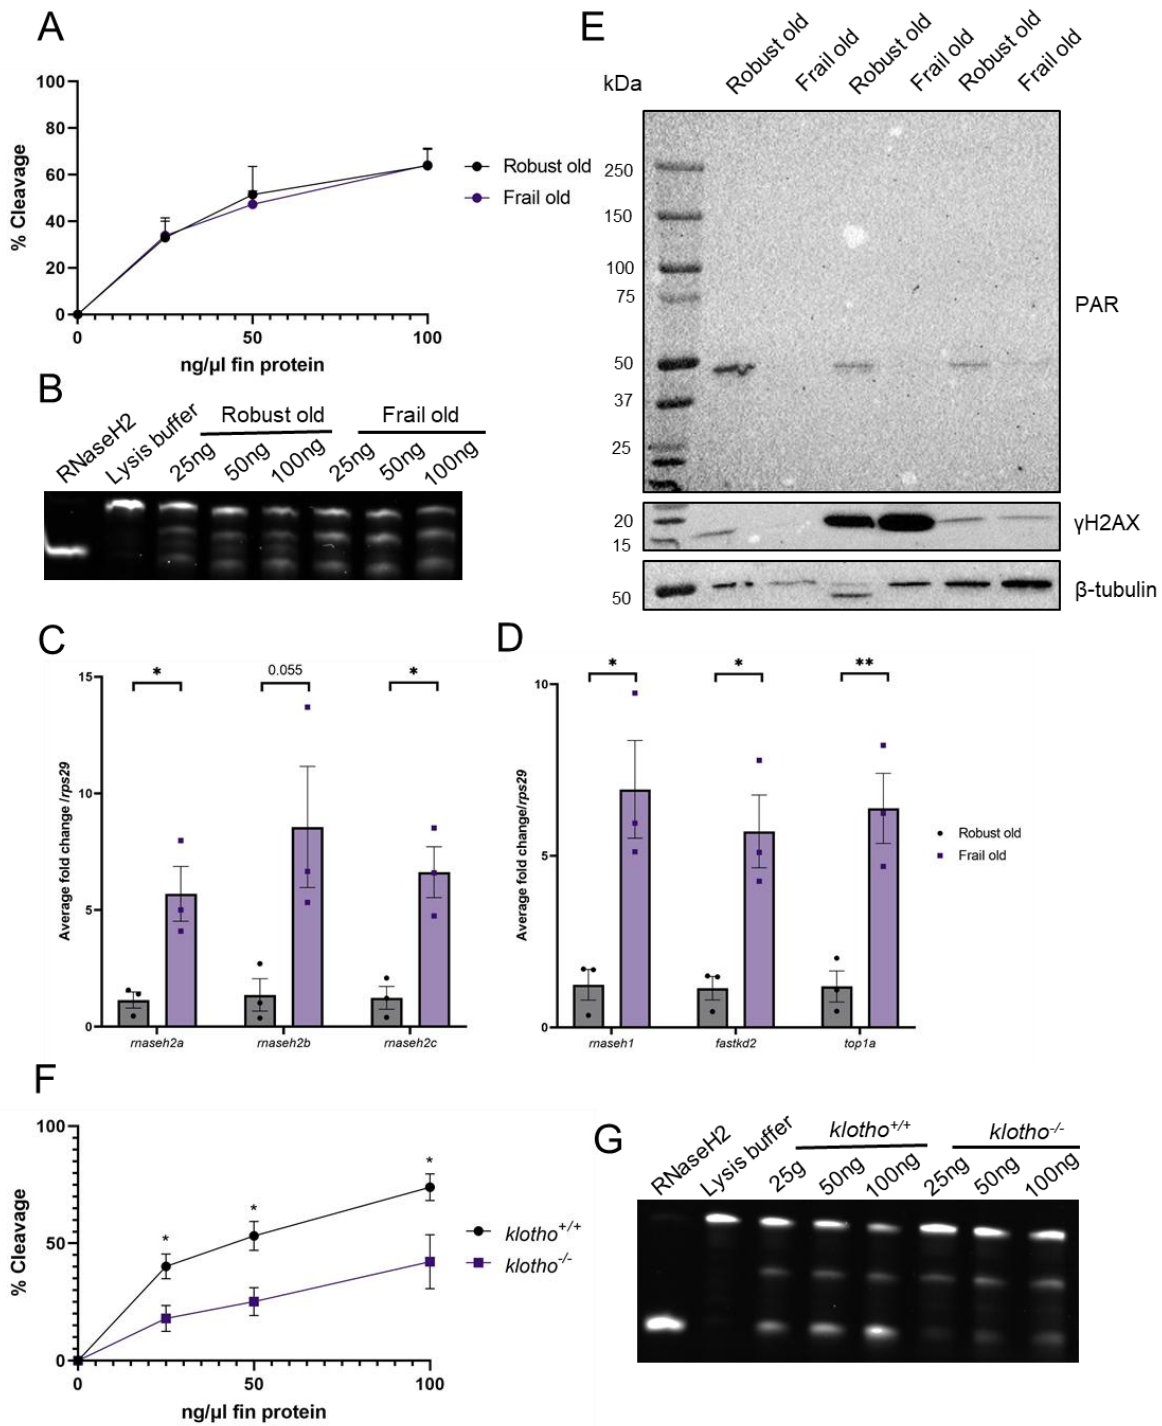 A
100
80
60
40
20
0
% Cleavage
0 50 100
ng/µl fin protein
Robust old
Frail old
B
RNaseH2
Lysis buffer
Robust old
Frail old
25ng
50ng
100ng
25ng
50ng
100ng
C
15
10
5
0
Average fold change /rps29
* 0.055 *
rnaseh2a rnaseh2b rnaseh2c
D
10
5
0
Average fold change/rps29
* * **
rnaseh1 fastkd2 top1a
Robust old
Frail old
E
kDa
Robust old
Frail old
Robust old
Frail old
Robust old
Frail old
250
150
100
75
50
37
25
PAR
20
15
γH2AX
50
β-tubulin
F
100
50
0
% Cleavage
* * *
0 50 100
ng/µl fin protein
klotho+/+
klotho-/-
G
RNaseH2
Lysis buffer
klotho+/+
klotho-/-
25g
50ng
100ng
25ng
50ng
100ng